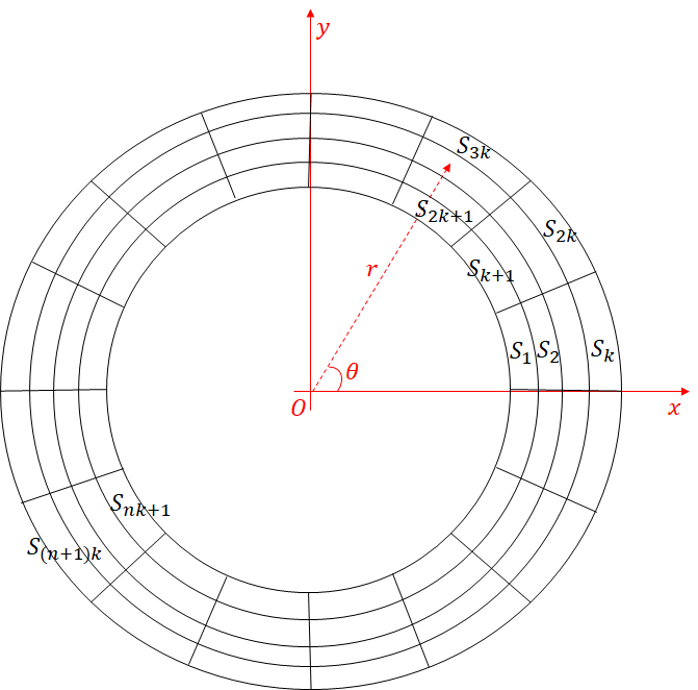 y
S_{3k}
S_{2k+1}
S_{2k}
r
S_{k+1}
S_1 S_2 S_k
θ
O
x
S_{nk+1}
S_{(n+1)k}